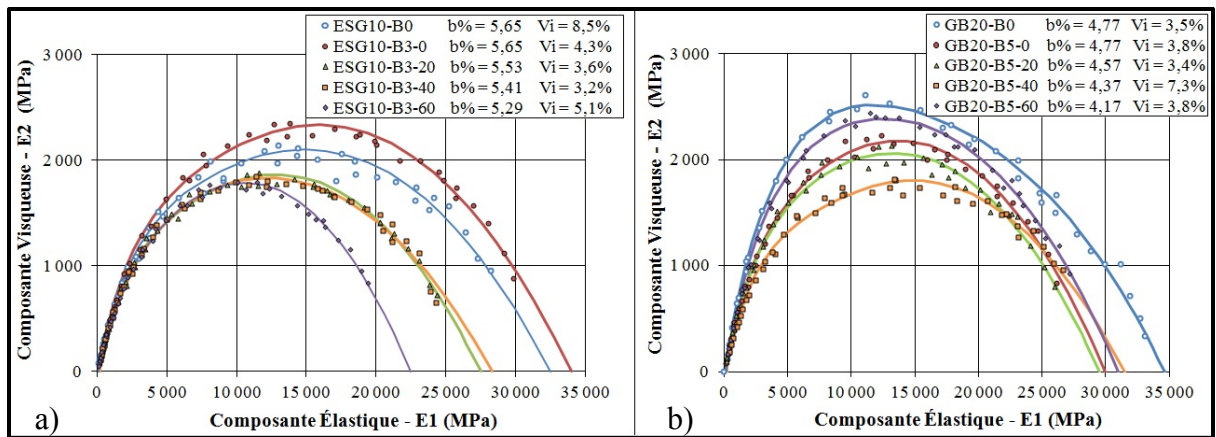 ESG10-B0 b% = 5,65 Vi = 8,5%
ESG10-B3-0 b% = 5,65 Vi = 4,3%
ESG10-B3-20 b% = 5,53 Vi = 3,6%
ESG10-B3-40 b% = 5,41 Vi = 3,2%
ESG10-B3-60 b% = 5,29 Vi = 5,1%
Composante Visqueuse - E2 (MPa)
3 000
2 000
1 000
0
0 5 000 10 000 15 000 20 000 25 000 30 000 35 000
Composante Élastique - E1 (MPa)
a)
GB20-B0 b% = 4,77 Vi = 3,5%
GB20-B5-0 b% = 4,77 Vi = 3,8%
GB20-B5-20 b% = 4,57 Vi = 3,4%
GB20-B5-40 b% = 4,37 Vi = 7,3%
GB20-B5-60 b% = 4,17 Vi = 3,8%
Composante Visqueuse - E2 (MPa)
3 000
2 000
1 000
0
0 5 000 10 000 15 000 20 000 25 000 30 000 35 000
Composante Élastique - E1 (MPa)
b)